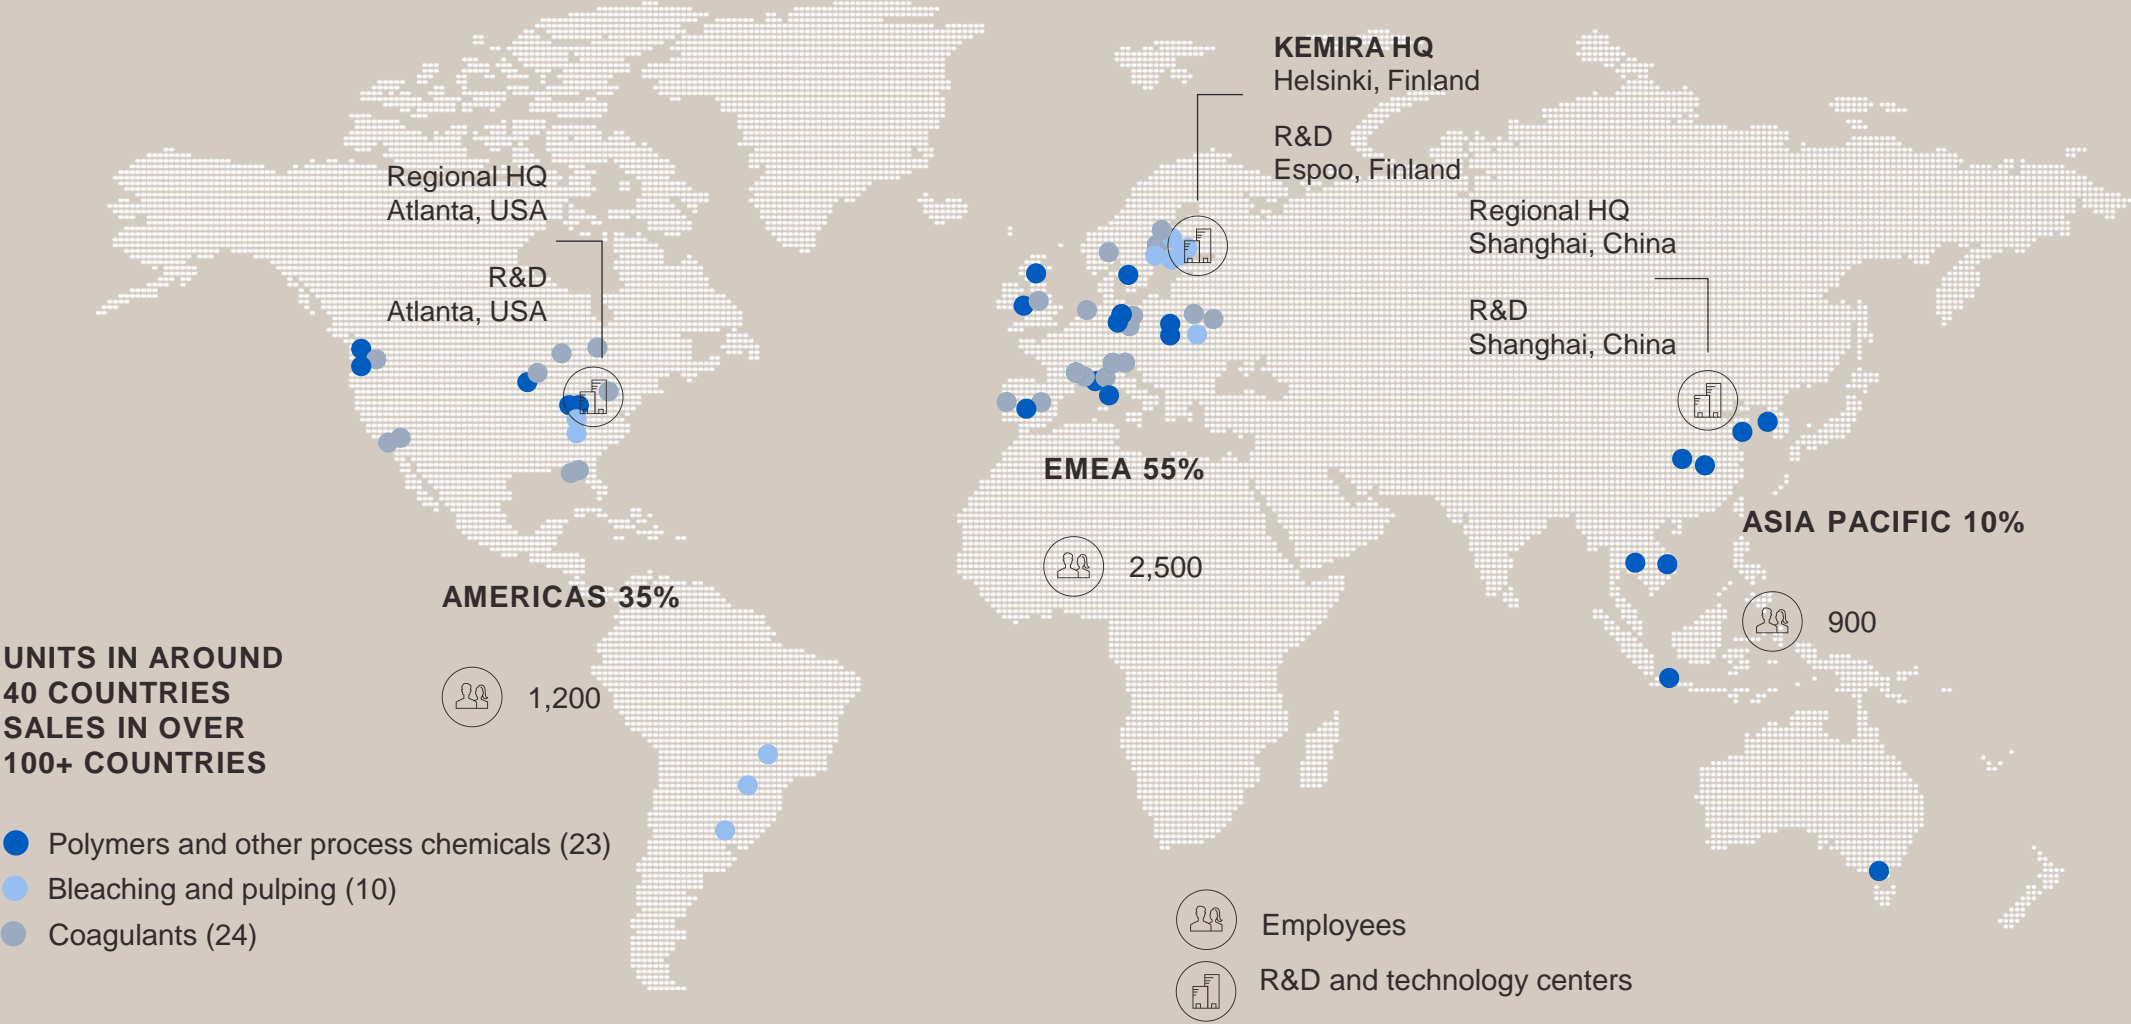 KEMIRA HQ
Helsinki, Finland
R&D
Espoo, Finland
Regional HQ
Atlanta, USA
R&D
Atlanta, USA
Regional HQ
Shanghai, China
R&D
Shanghai, China
EMEA 55%
2,500
ASIA PACIFIC 10%
900
AMERICAS 35%
1,200
UNITS IN AROUND
40 COUNTRIES
SALES IN OVER
100+ COUNTRIES
Polymers and other process chemicals (23)
Bleaching and pulping (10)
Coagulants (24)
Employees
R&D and technology centers